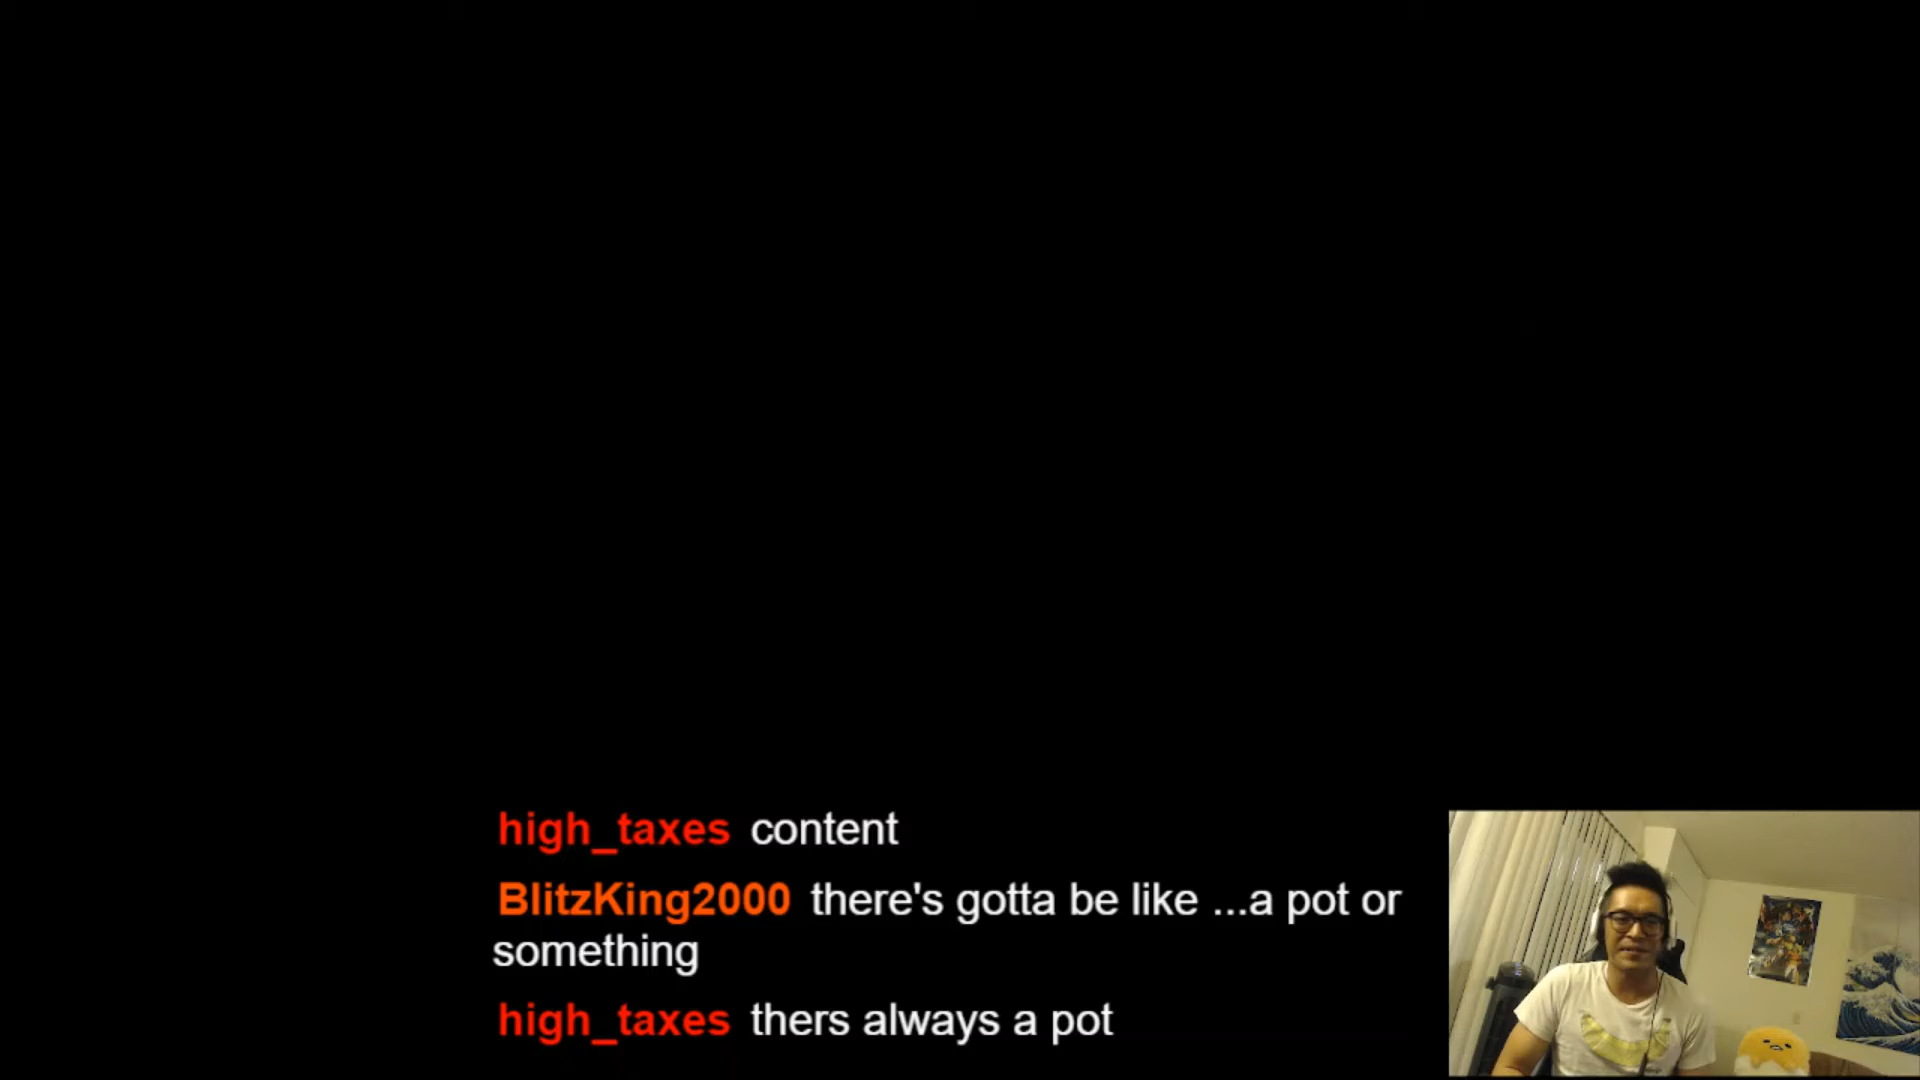 high_taxes content
BlitzKing2000 there's gotta be like ...a pot or
something
high_taxes thers always a pot